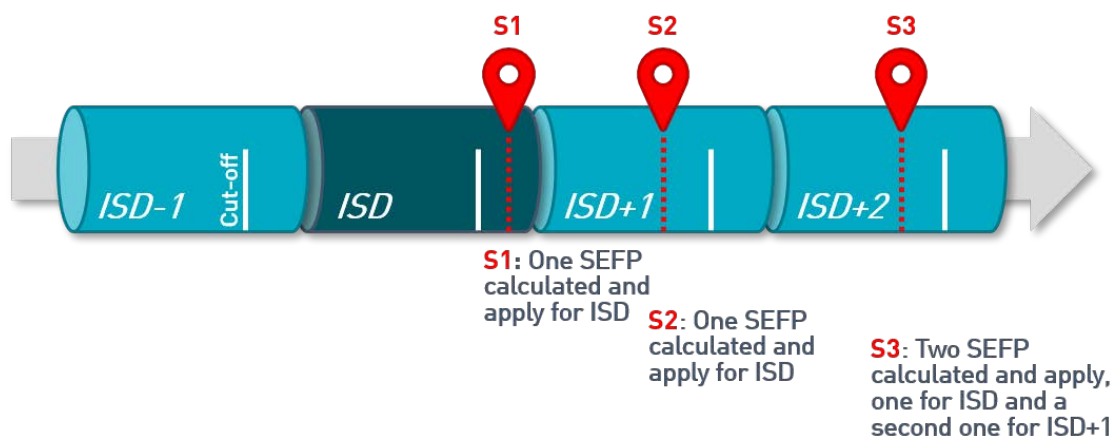 S1
S2
S3
ISD-1
Cut-off
ISD
ISD+1
ISD+2
S1: One SEFP
calculated and
apply for ISD
S2: One SEFP
calculated and
apply for ISD
S3: Two SEFP
calculated and apply,
one for ISD and a
second one for ISD+1